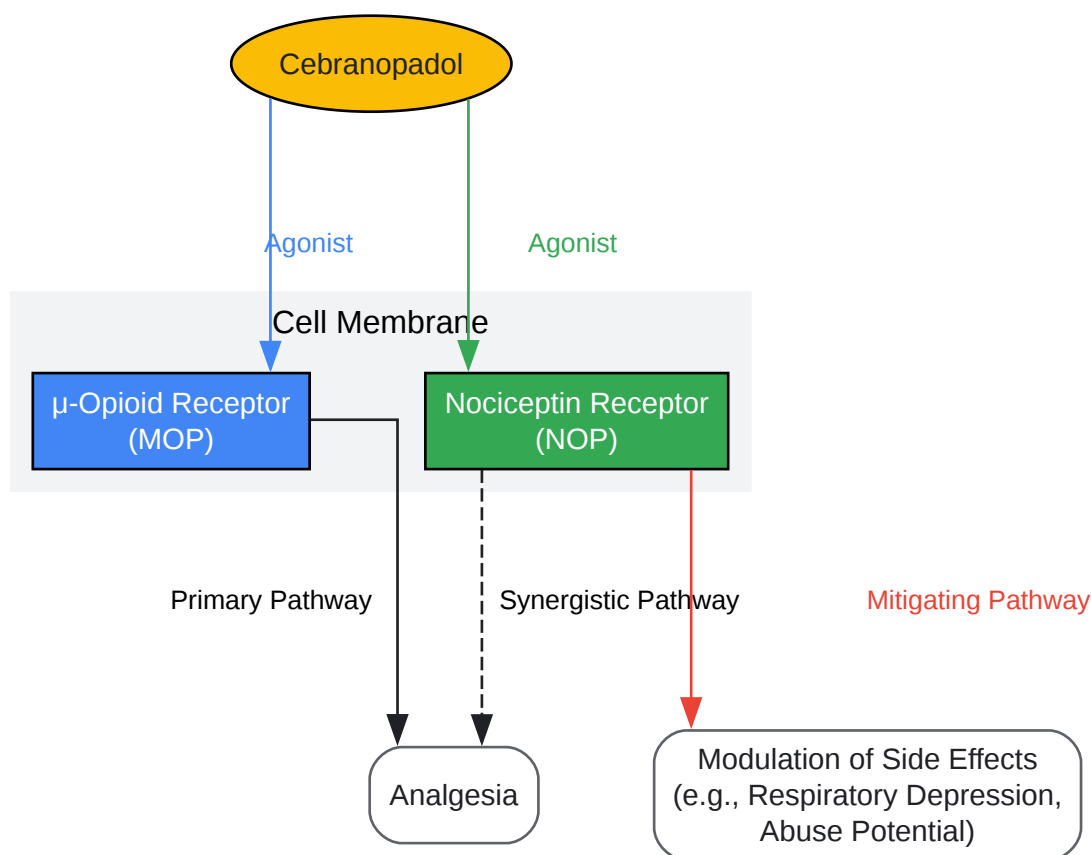 Cebranopadol
Agonist
Agonist
Cell Membrane
μ-Opioid Receptor
(MOP)
Nociceptin Receptor
(NOP)
Primary Pathway
Synergistic Pathway
Mitigating Pathway
Analgesia
Modulation of Side Effects
(e.g., Respiratory Depression,
Abuse Potential)